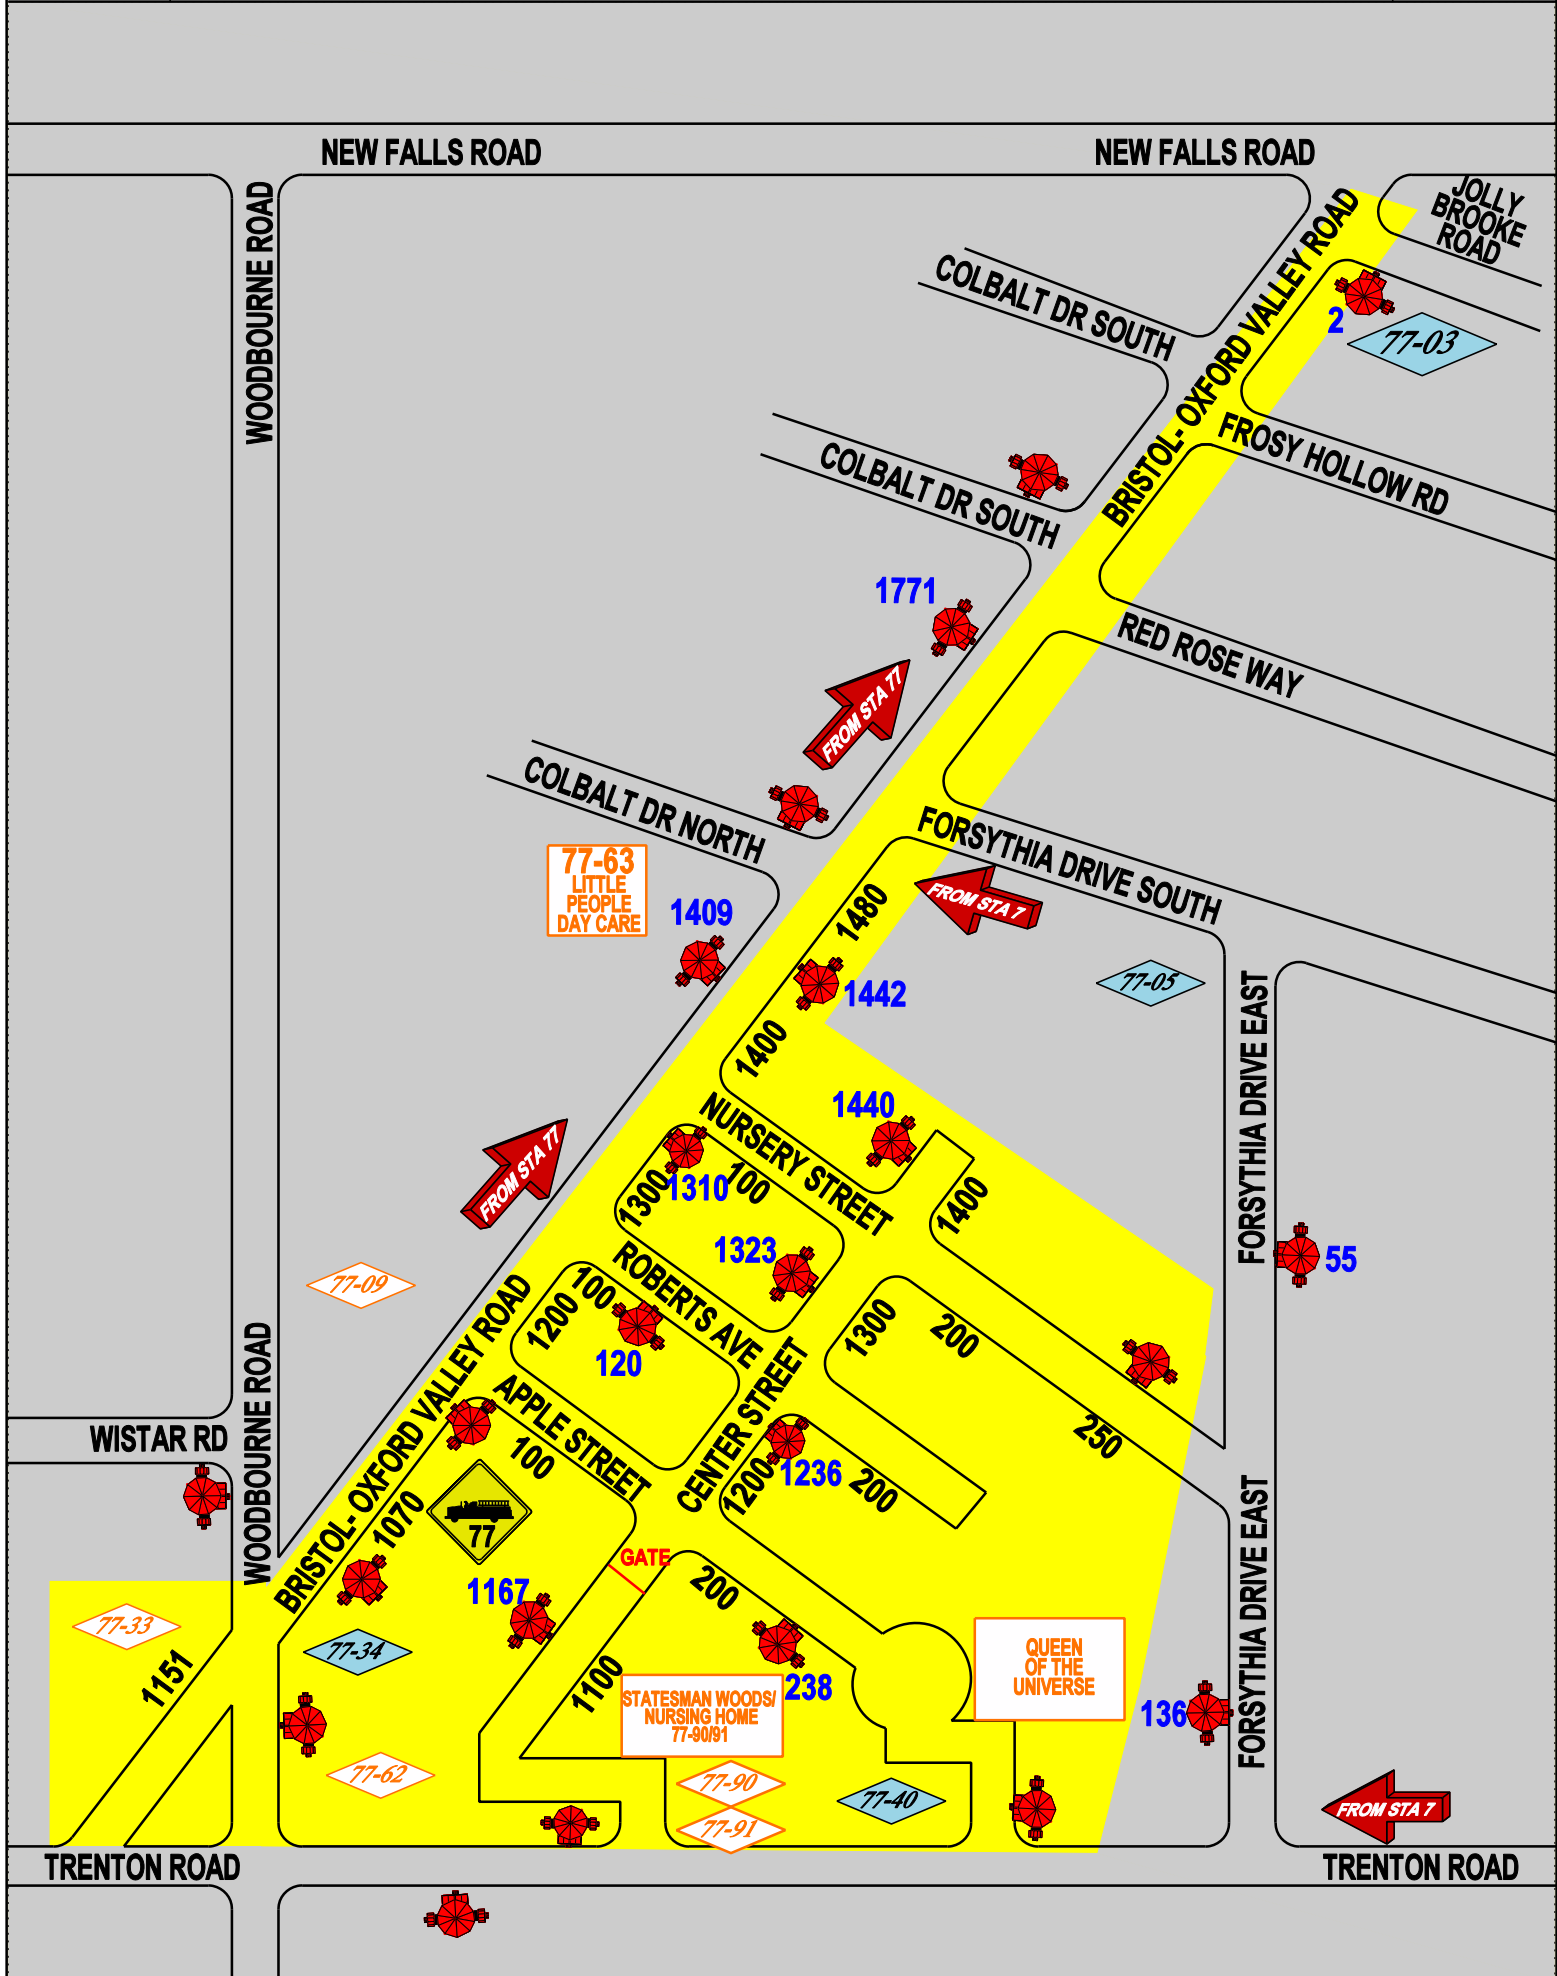 NEW FALLS ROAD
NEW FALLS ROAD
JOLLY
BROOKE
ROAD
WOODBOURNE ROAD
COLBALT DR SOUTH
BRISTOL- OXFORD VALLEY ROAD
2
77-03
FROSY HOLLOW RD
COLBALT DR SOUTH
1771
RED ROSE WAY
FROM STA 77
COLBALT DR NORTH
FORSYTHIA DRIVE SOUTH
77-63
LITTLE
PEOPLE
DAY CARE
1409
1480
FROM STA 7
1442
77-05
1400
FORSYTHIA DRIVE EAST
1440
NURSERY STREET
FROM STA 77
1300
1310
100
1400
1323
55
77-09
ROBERTS AVE
100
1200
120
1300
200
BRISTOL- OXFORD VALLEY ROAD
WOODBOURNE ROAD
WISTAR RD
APPLE STREET
100
CENTER STREET
250
1236
1200
200
1070
77
GATE
FORSYTHIA DRIVE EAST
1167
200
77-33
77-34
1151
1100
STATESMAN WOODS/
NURSING HOME
77-90/91
238
QUEEN
OF THE
UNIVERSE
136
77-62
77-90
77-91
77-40
FROM STA 7
TRENTON ROAD
TRENTON ROAD